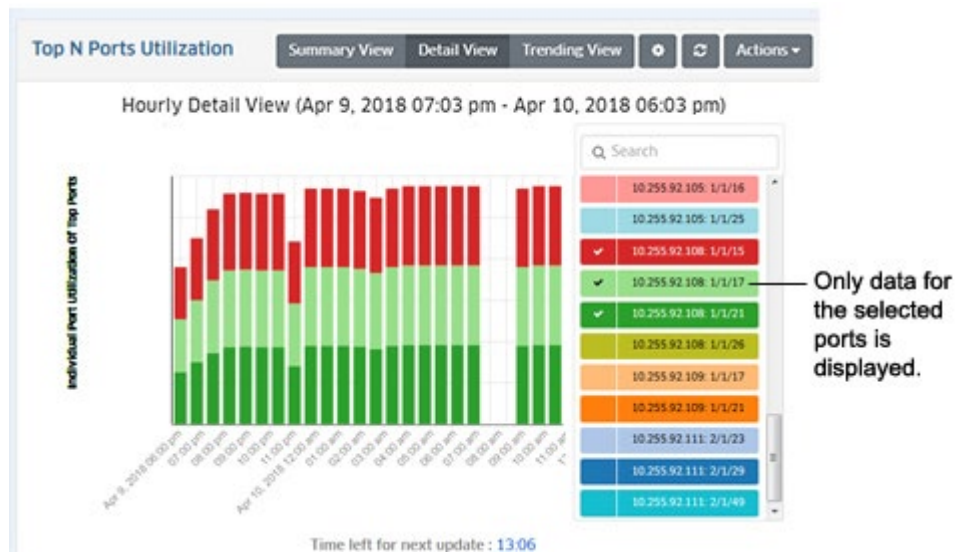 Top N Ports Utilization
Summary View
Detail View
Trending View
Actions
Hourly Detail View (Apr 9, 2018 07:03 pm - Apr 10, 2018 06:03 pm)
Individual Port Utilization of Top Ports
Search
10.255.92.105: 1/1/16
10.255.92.105: 1/1/25
10.255.92.108: 1/1/15
10.255.92.108: 1/1/17
10.255.92.108: 1/1/21
10.255.92.108: 1/1/26
10.255.92.109: 1/1/17
10.255.92.109: 1/1/21
10.255.92.111: 2/1/23
10.255.92.111: 2/1/29
10.255.92.111: 2/1/49
Only data for
the selected
ports is
displayed.
Apr 9, 2018 06:00 pm
07:00 pm
08:00 pm
09:00 pm
10:00 pm
11:00 pm
Apr 10, 2018 12:00 am
01:00 am
02:00 am
03:00 am
04:00 am
05:00 am
06:00 am
07:00 am
08:00 am
09:00 am
10:00 am
11:00
Time left for next update : 13:06